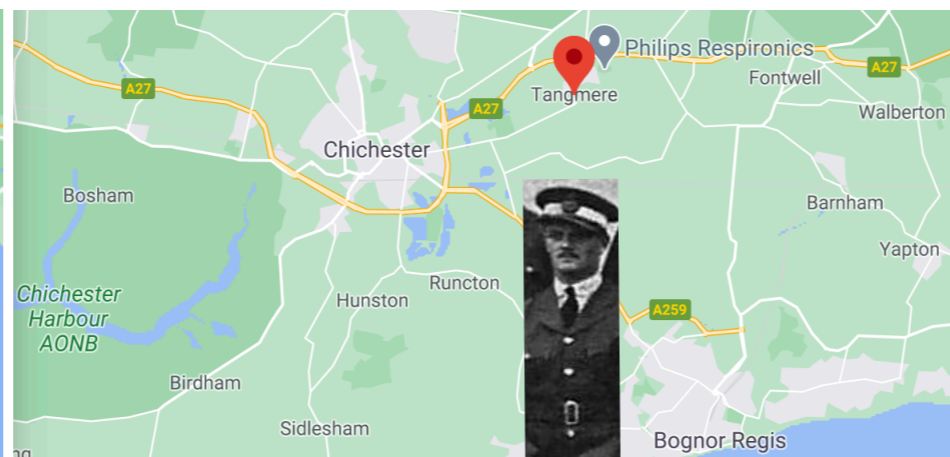 Philips Respironics
A27
Fontwell
A27
Tangmere
A27
Walberton
Chichester
Bosham
Barnham
Yapton
Runcton
Chichester
Harbour
AONB
Hunston
A259
Birdham
Sidlesham
Bognor Regis